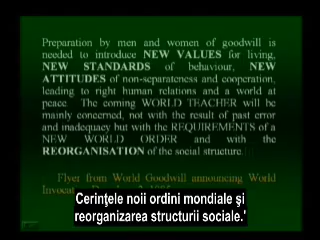 Preparation by men and women of goodwill is
needed to introduce NEW VALUES for living,
NEW STANDARDS of behaviour, NEW
ATTITUDES of non-separateness and cooperation,
leading to right human relations and a world at
peace. The coming WORLD TEACHER will be
mainly concerned, not with the result of past error
and inadequacy but with the REQUIREMENTS of a
NEW WORLD ORDER and with the
REORGANISATION of the social structure.
Flyer from World Goodwill announcing World
Cerinţele noii ordini mondiale şi
reorganizarea structurii sociale.'